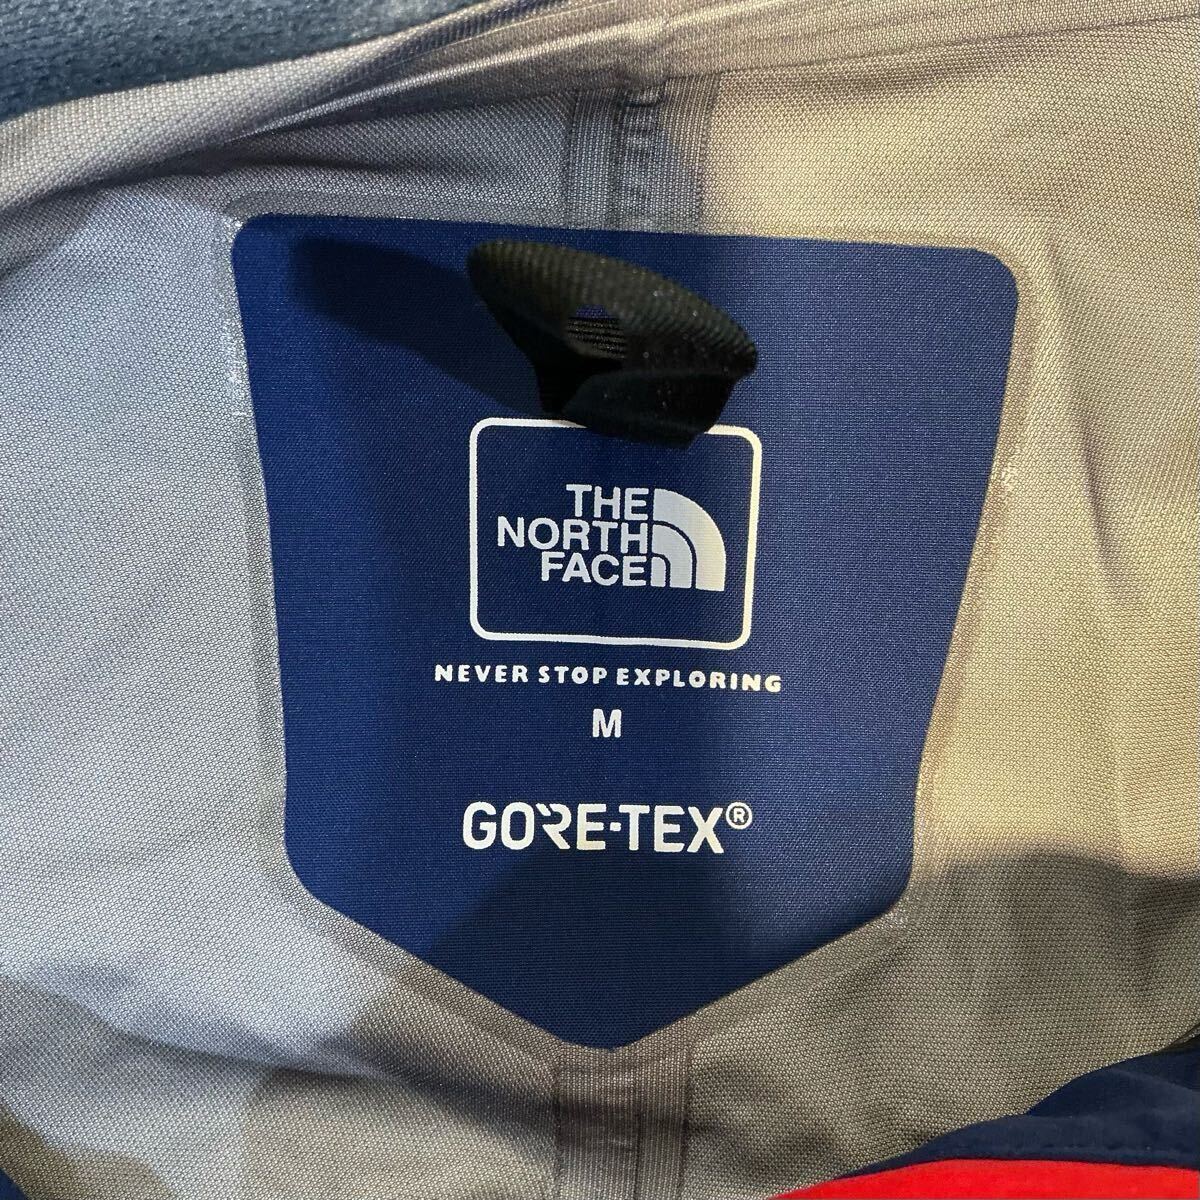 THE
NORTH
FACE
NEVER STOP EXPLORING
M
GORE-TEX®